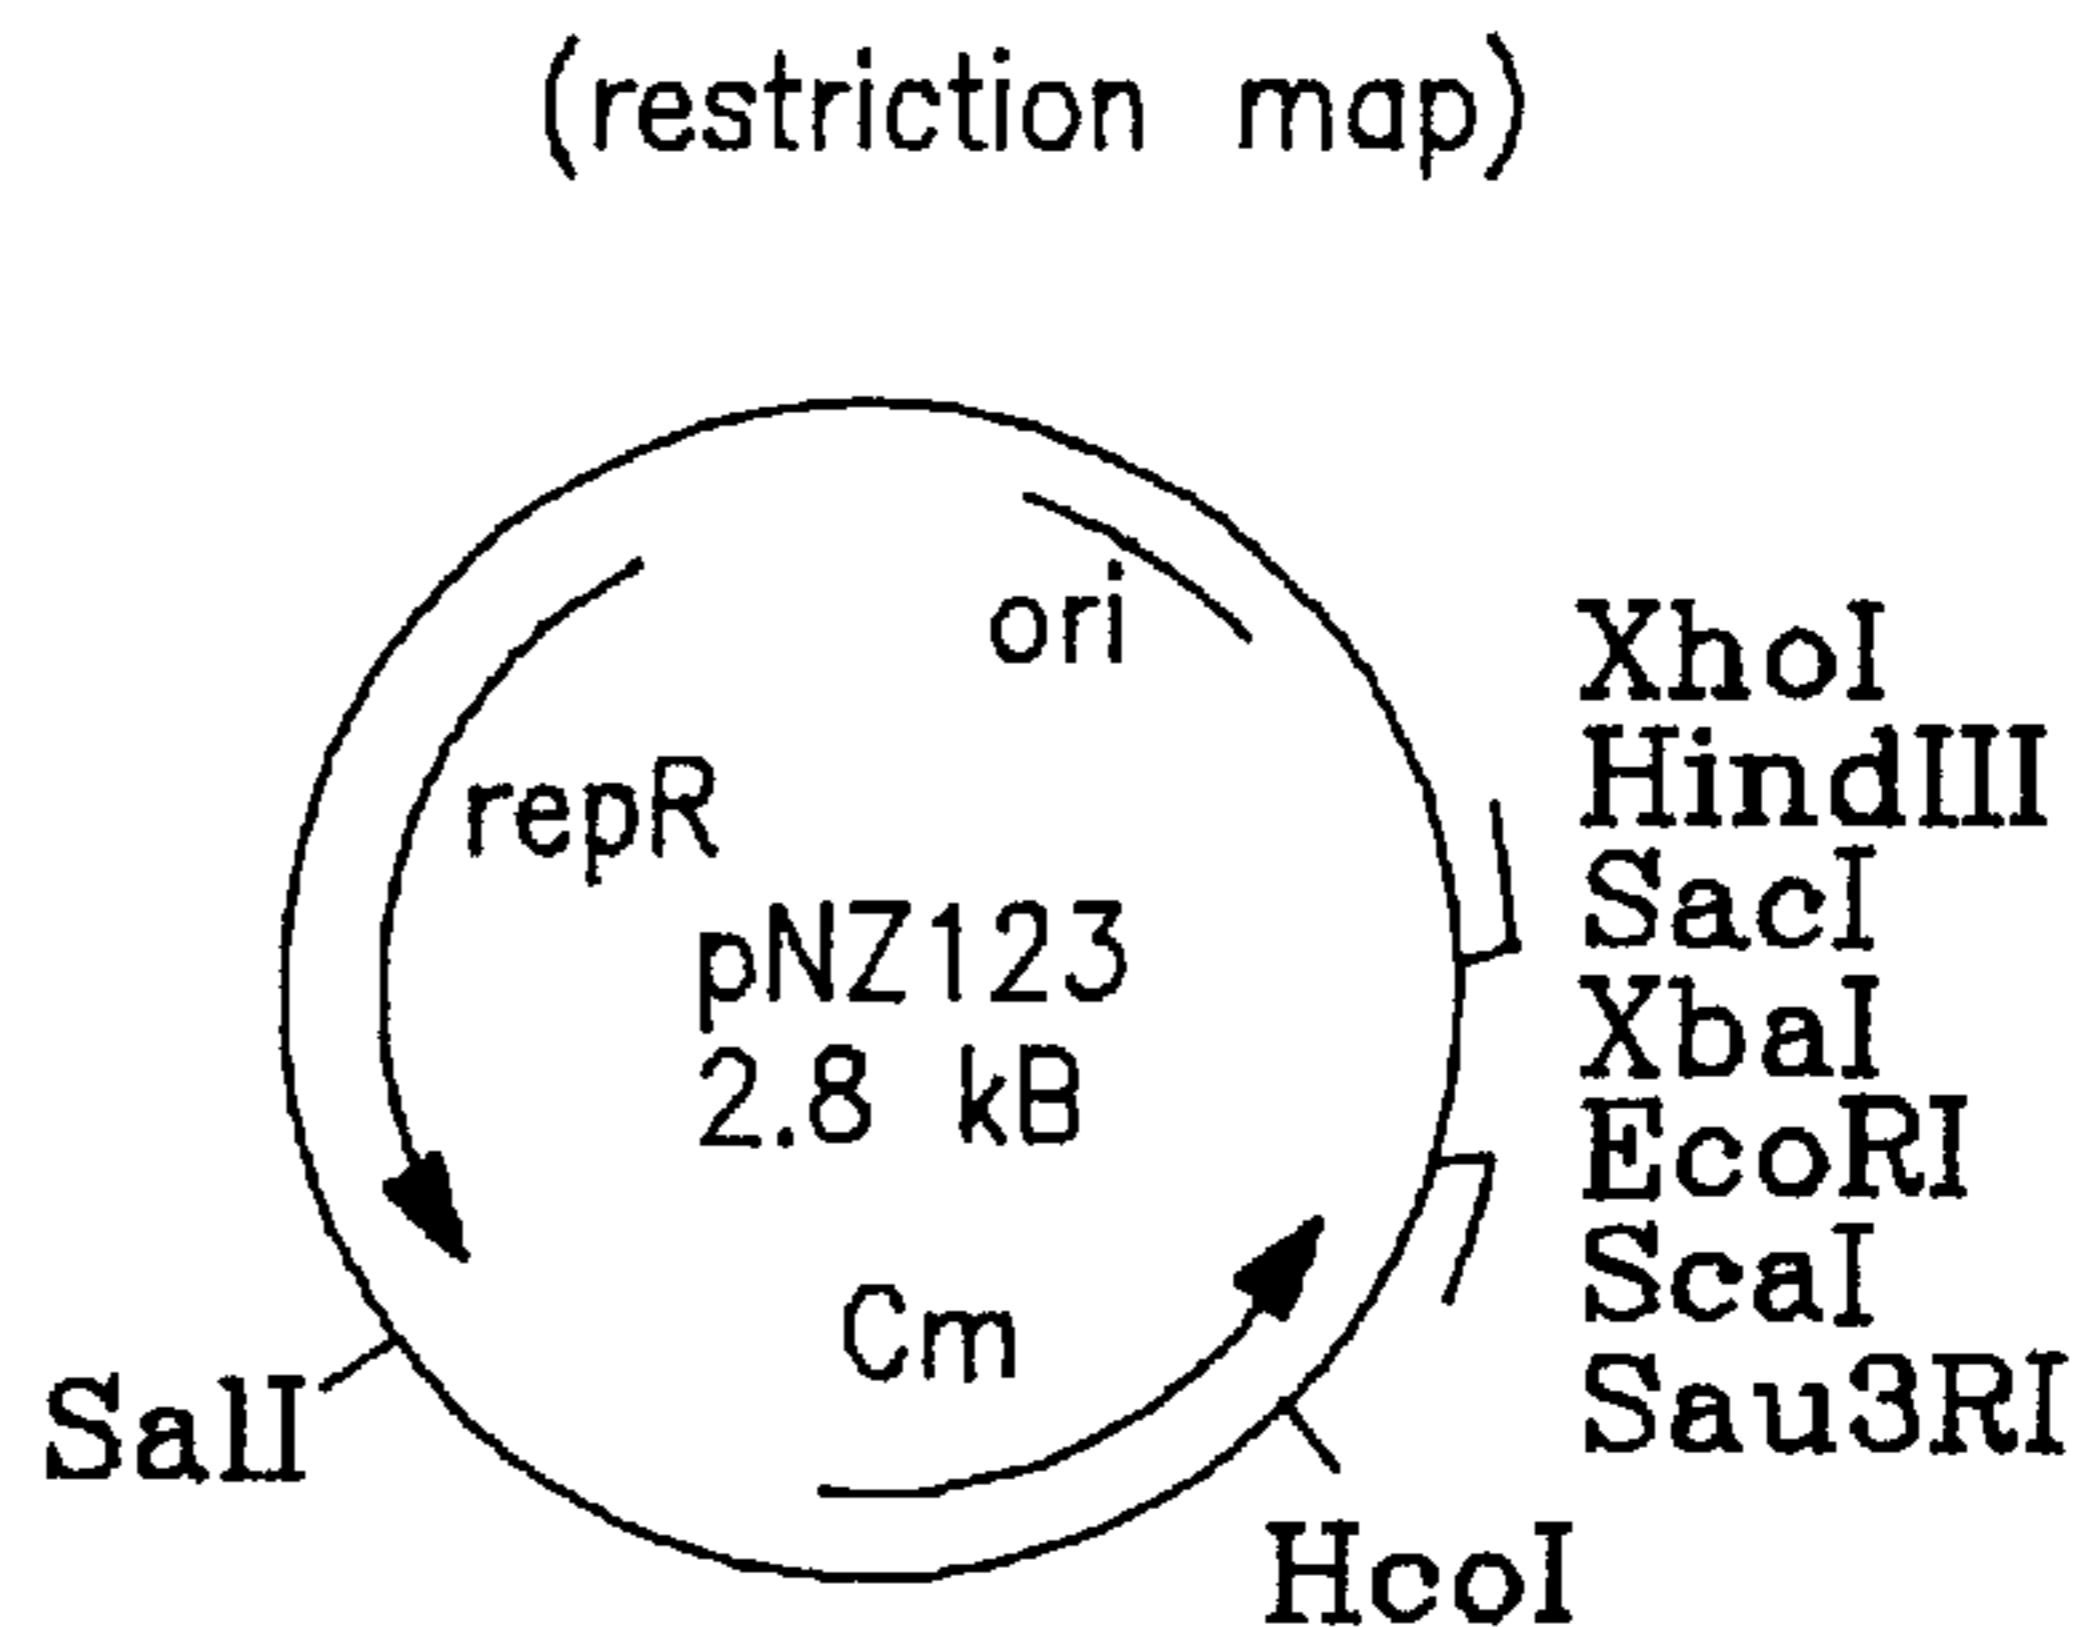 (restriction map)
ori
repR
pNZ123
2.8 kB
Cm
XhoI
HindIII
SacI
XbaI
EcoRI
ScaI
Sau3RI
SalI
HcoI